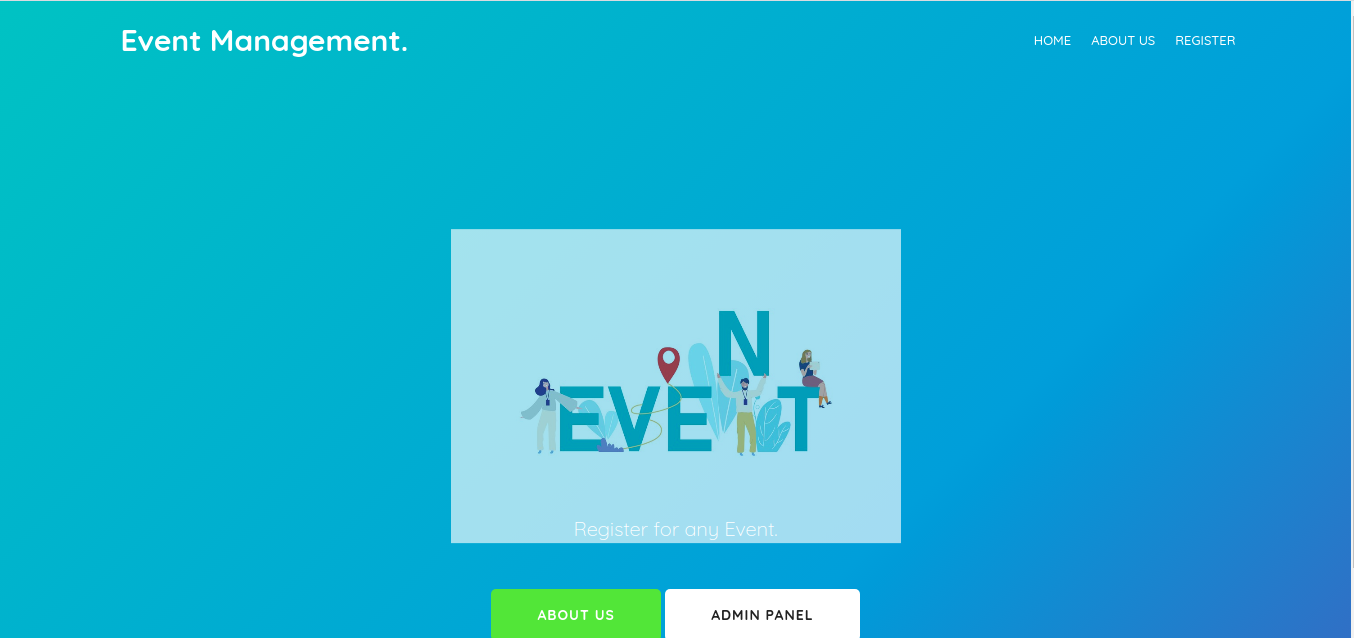 Event Management.
HOME ABOUT US REGISTER
EVENT
Register for any Event.
ABOUT US ADMIN PANEL